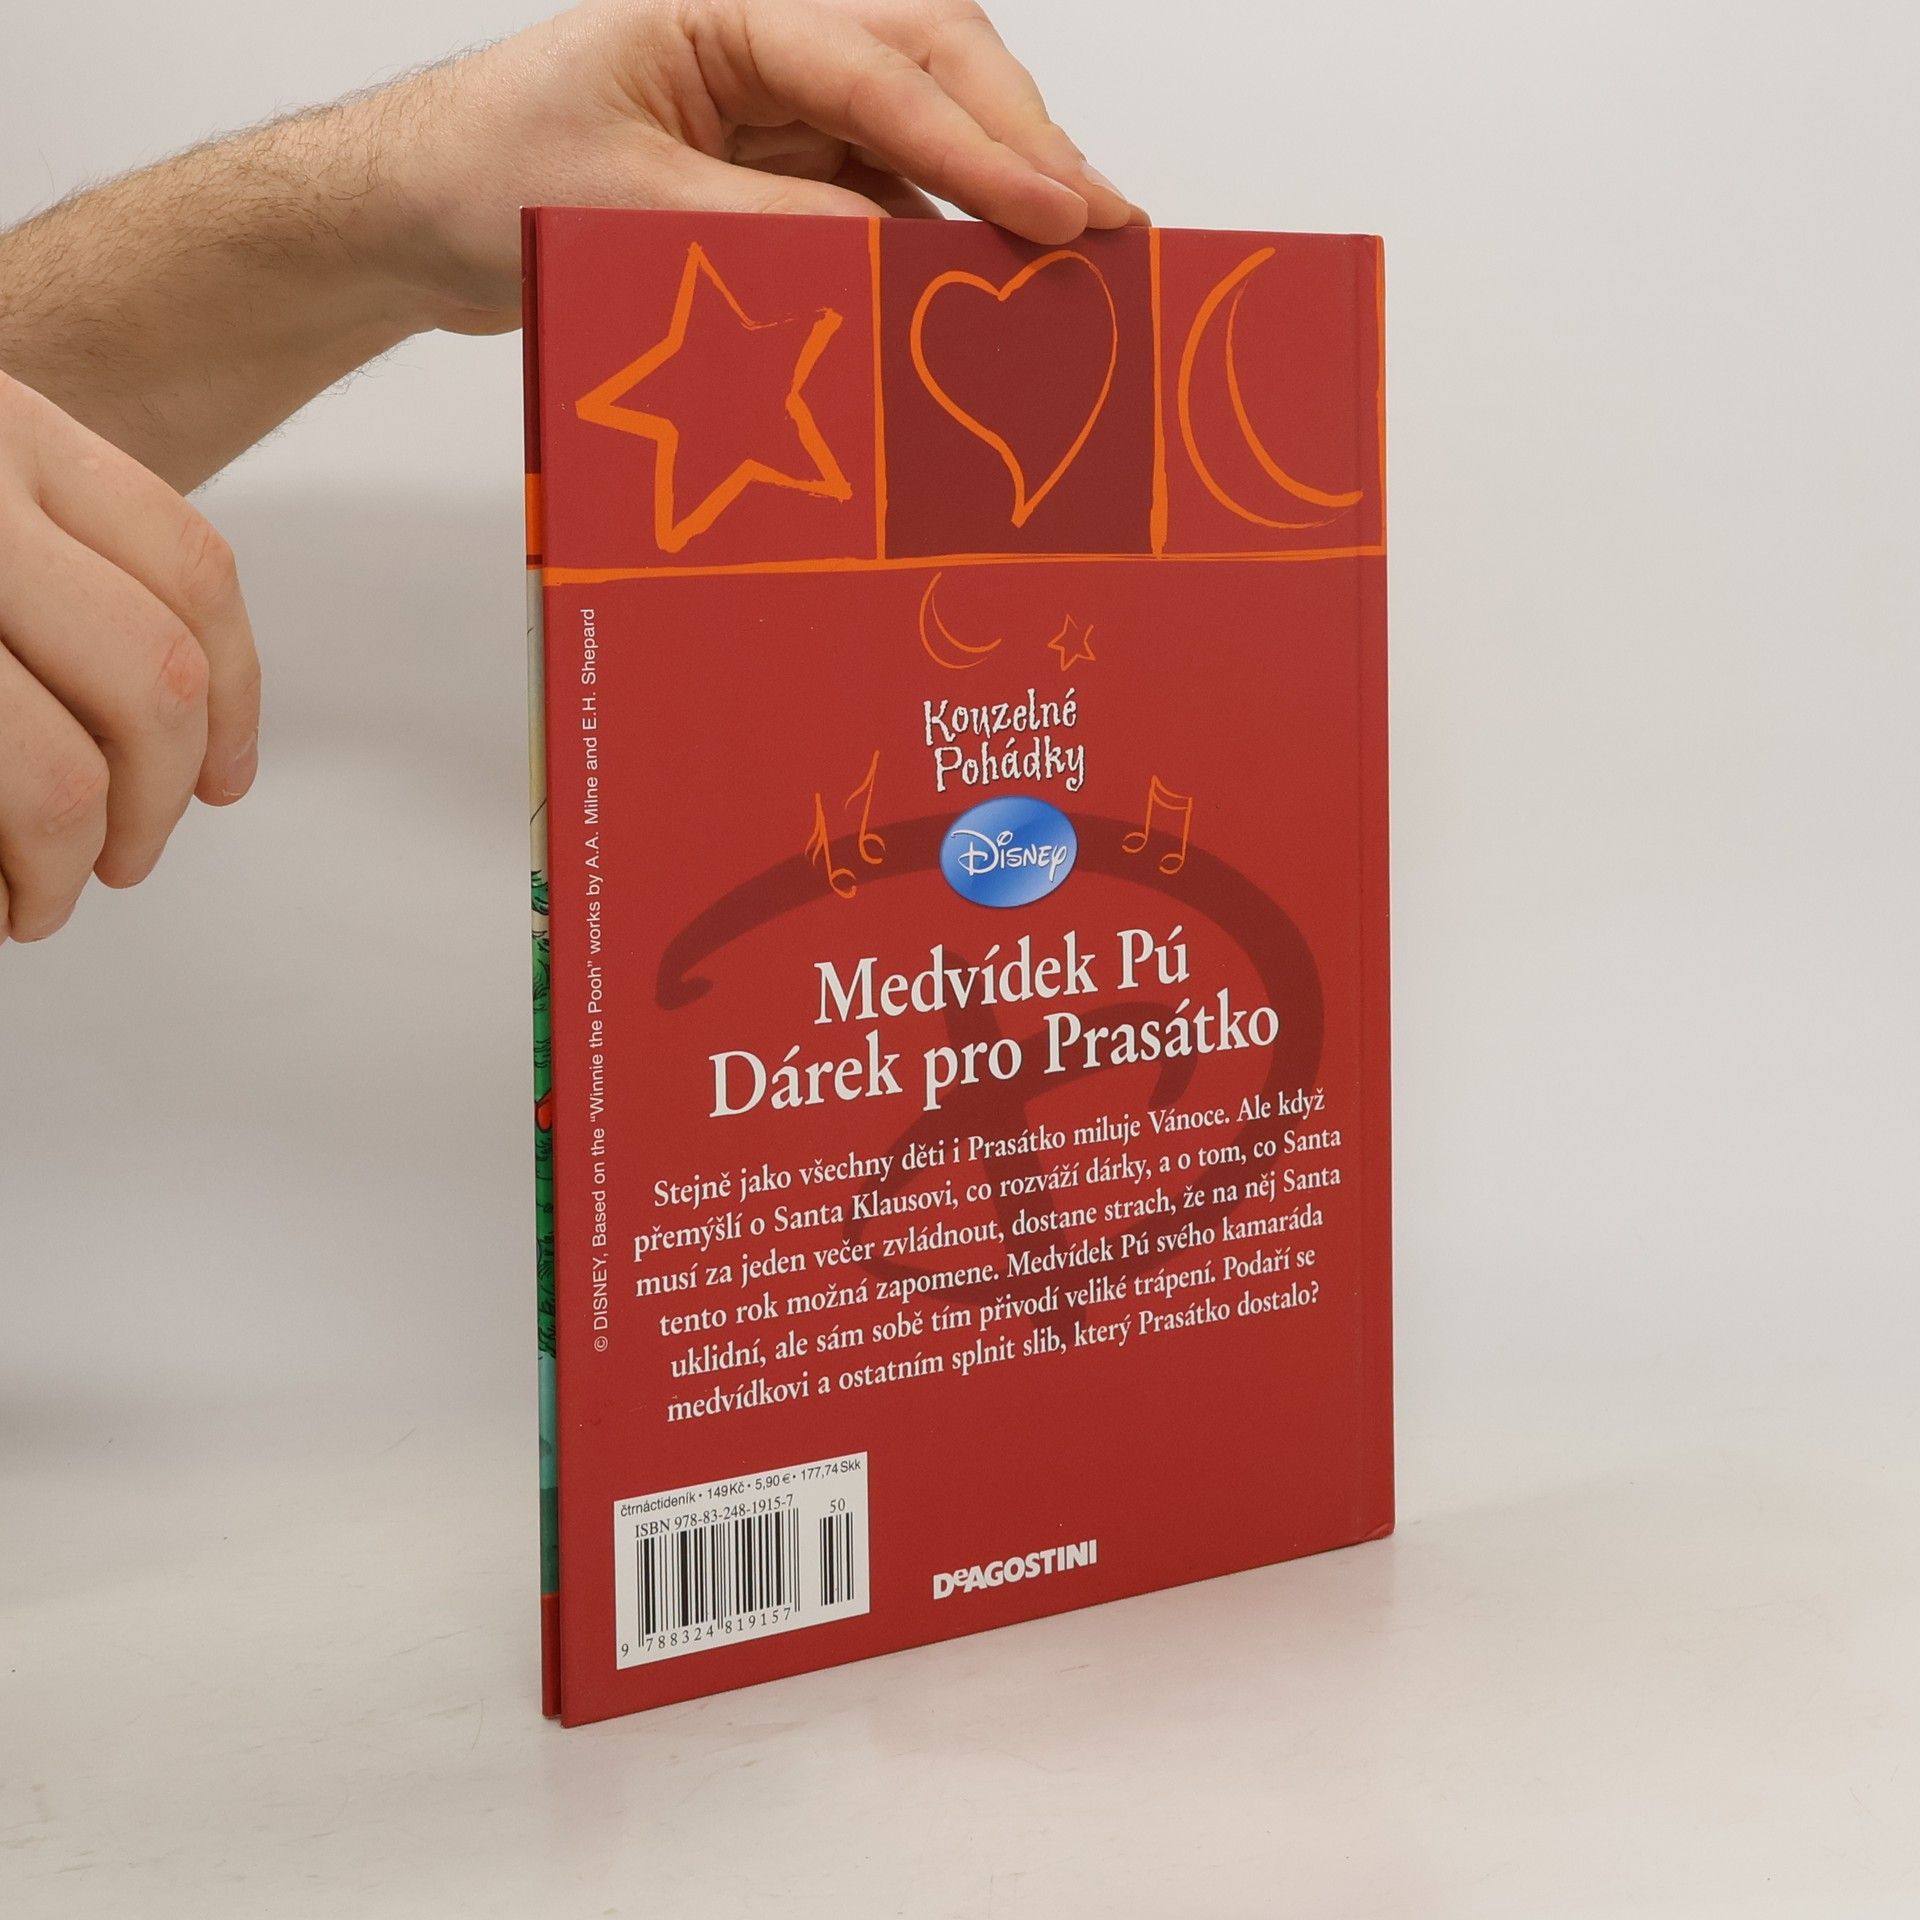 Kouzelné
Pohádky
Disney
Medvídek Pú
Dárek pro Prasátko
Stejně jako všechny děti i Prasátko miluje Vánoce. Ale když
přemýšlí o Santa Klausovi, co rozváží dárky, a o tom, co Santa
musí za jeden večer zvládnout, dostane strach, že na něj Santa
tento rok možná zapomene. Medvídek Pú svého kamaráda
uklidní, ale sám sobě tím přivodí veliké trápení. Podaří se
medvídkovi a ostatním splnit slib, který Prasátko dostalo?
© DISNEY, Based on the “Winnie the Pooh” works by A.A. Milne and E.H. Shepard
čtrnáctideník • 149 Kč • 5,90 € • 177,74 Skk
ISBN 978-83-248-1915-7
50
9 788324 819157
DeAGOSTINI